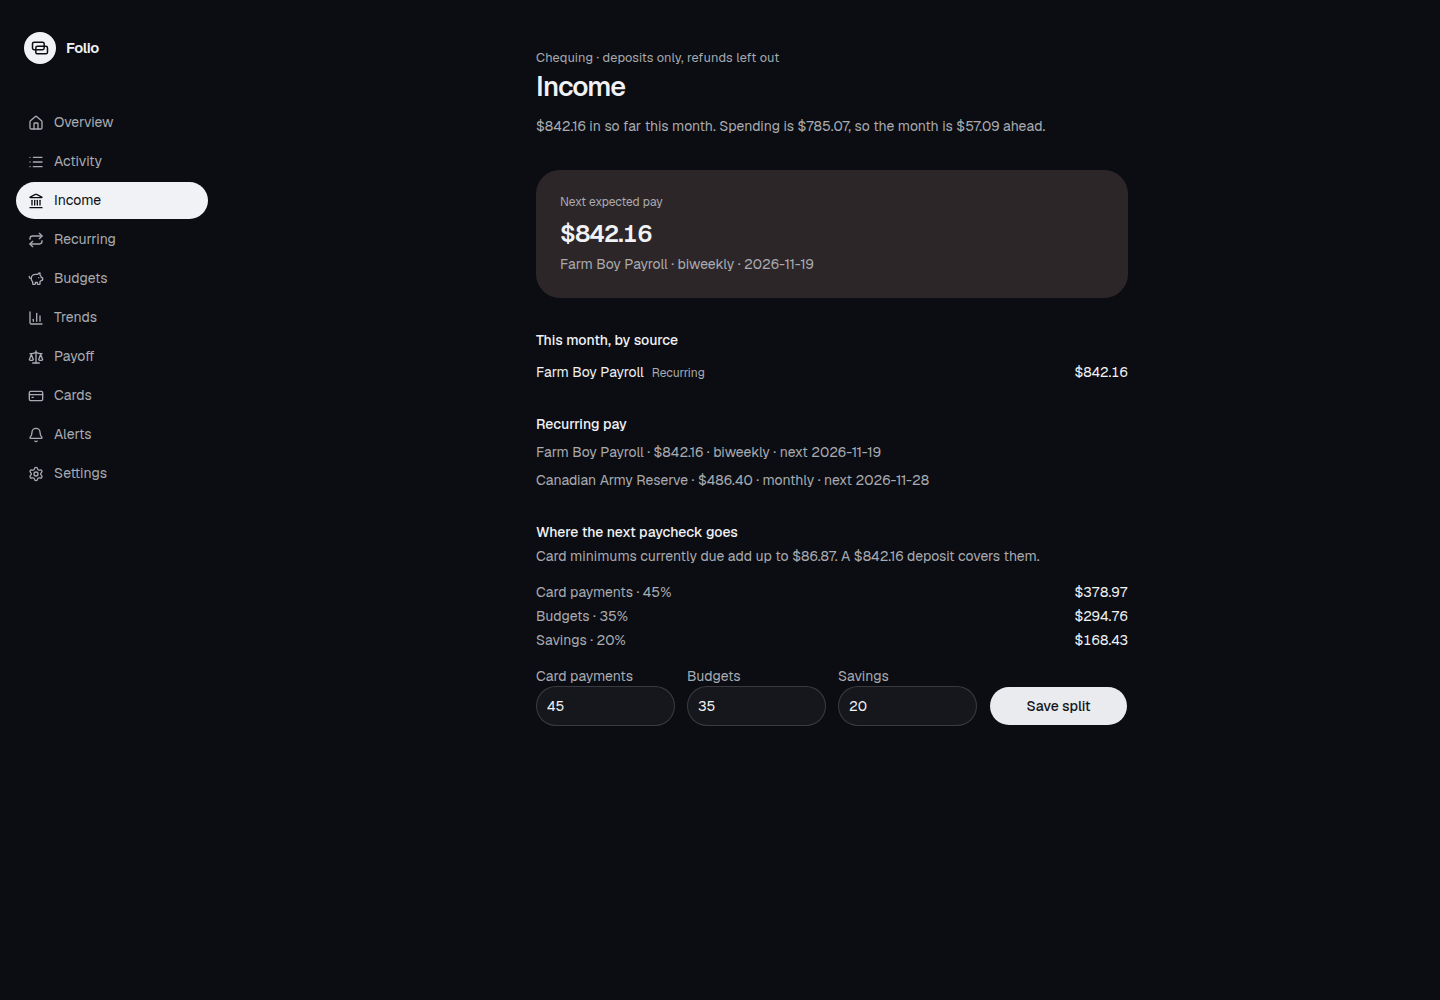 Folio
Overview
Activity
Income
Recurring
Budgets
Trends
Payoff
Cards
Alerts
Settings
Chequing · deposits only, refunds left out
Income
$842.16 in so far this month. Spending is $785.07, so the month is $57.09 ahead.
Next expected pay
$842.16
Farm Boy Payroll · biweekly · 2026-11-19
This month, by source
Farm Boy Payroll Recurring $842.16
Recurring pay
Farm Boy Payroll · $842.16 · biweekly · next 2026-11-19
Canadian Army Reserve · $486.40 · monthly · next 2026-11-28
Where the next paycheck goes
Card minimums currently due add up to $86.87. A $842.16 deposit covers them.
Card payments · 45% $378.97
Budgets · 35% $294.76
Savings · 20% $168.43
Card payments Budgets Savings
45 35 20 Save split